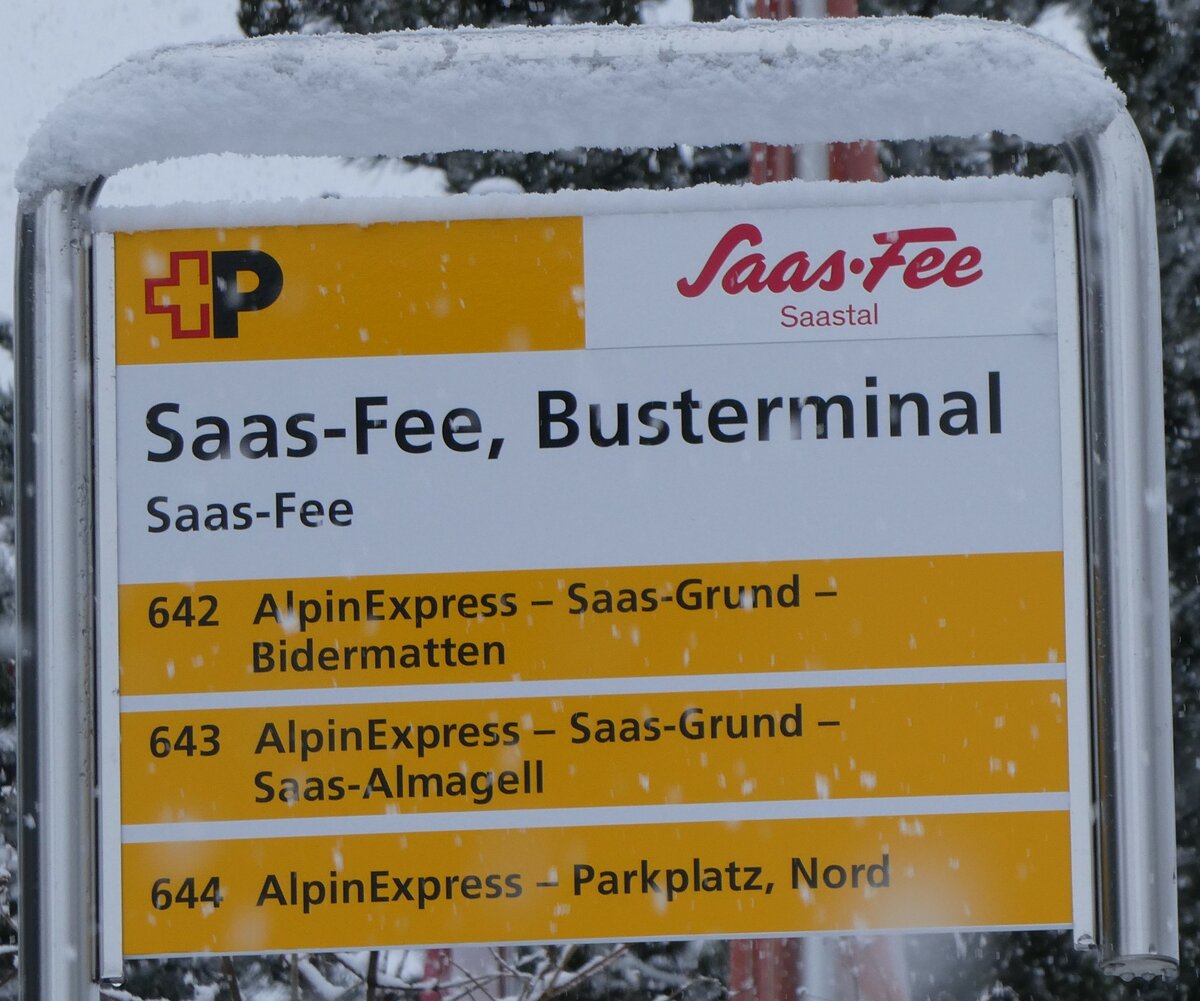 P
Saas·Fee
Saastal
Saas-Fee, Busterminal
Saas-Fee
642 AlpinExpress – Saas-Grund –
Bidermatten
643 AlpinExpress – Saas-Grund –
Saas-Almagell
644 AlpinExpress – Parkplatz, Nord